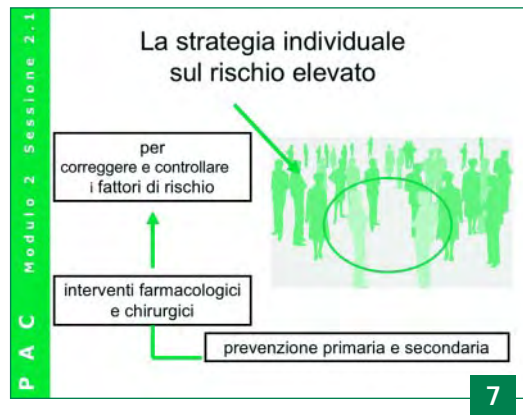 PAC Modulo 2 Sessione 2.1
La strategia individuale
sul rischio elevato
per
correggere e controllare
i fattori di rischio
interventi farmacologici
e chirurgici
prevenzione primaria e secondaria
7